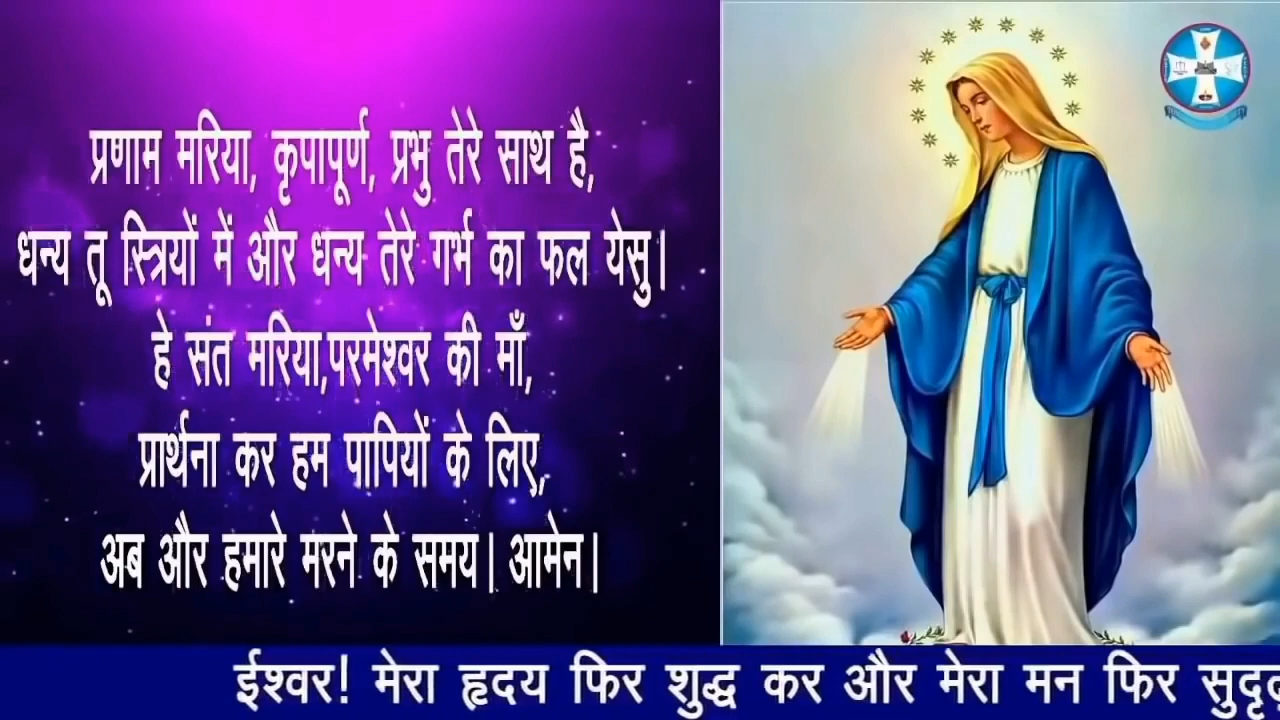 प्रणाम मरिया, कृपापूर्ण, प्रभु तेरे साथ है,
धन्य तू स्त्रियों में और धन्य तेरे गर्भ का फल येसु।
हे संत मरिया,परमेश्वर की माँ,
प्रार्थना कर हम पापियों के लिए,
अब और हमारे मरने के समय। आमेन।
ईश्वर! मेरा हृदय फिर शुद्ध कर और मेरा मन फिर